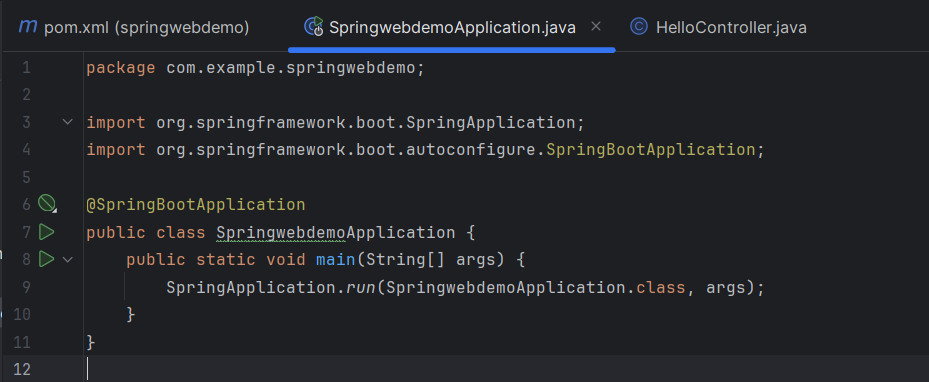 pom.xml (springwebdemo) SpringwebdemoApplication.java HelloController.java
1 package com.example.springwebdemo;
2
3 import org.springframework.boot.SpringApplication;
4 import org.springframework.boot.autoconfigure.SpringBootApplication;
5
6 @SpringBootApplication
7 public class SpringwebdemoApplication {
8 public static void main(String[] args) {
9 SpringApplication.run(SpringwebdemoApplication.class, args);
10 }
11 }
12